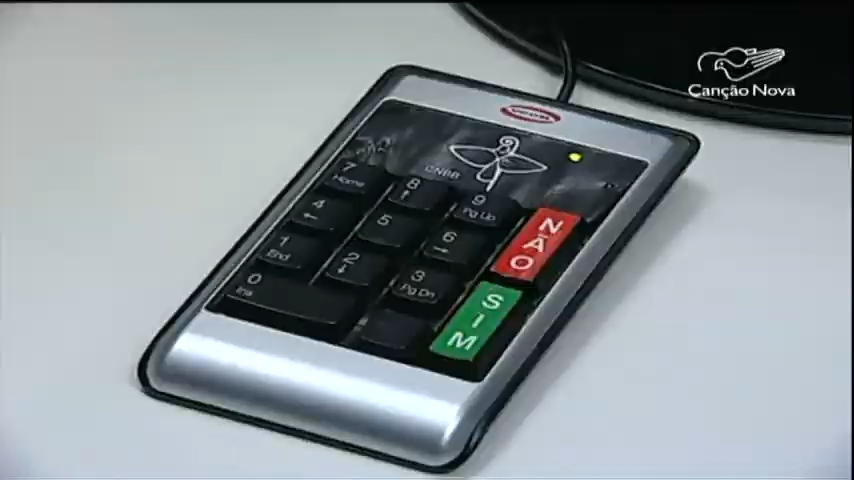 Canção Nova
CNBB
7
Home
8
↑
9
Pg Up
NÃO
4
←
5
6
→
1
End
2
↓
3
Pg Dn
SIM
0
Ins